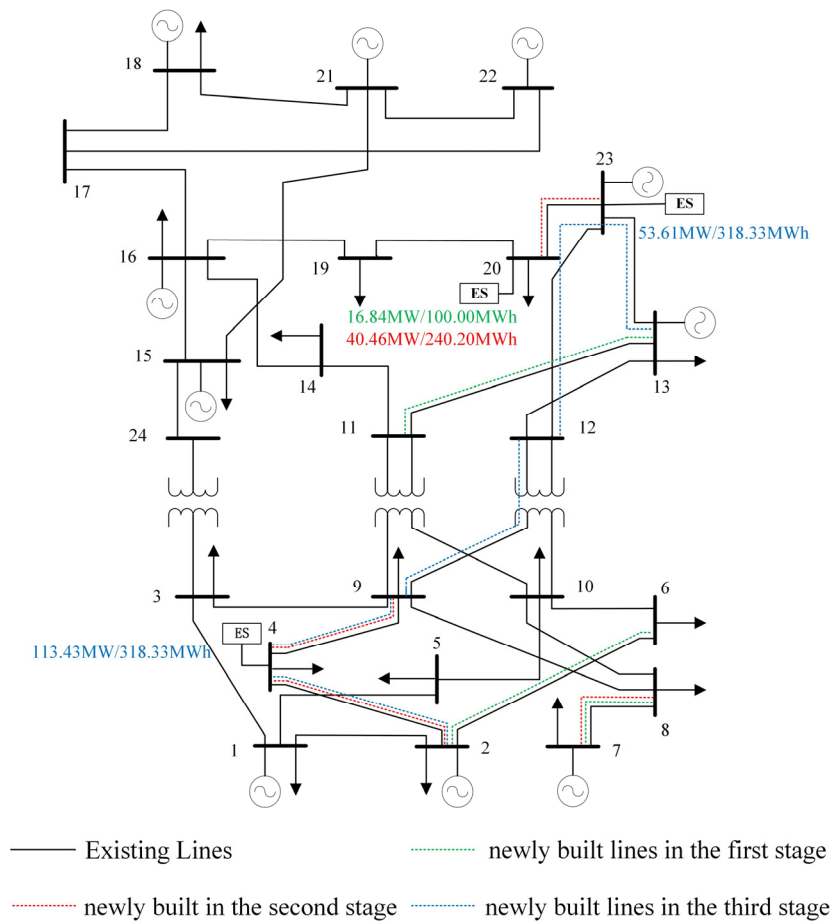 18
21
22
17
23
ES
53.61MW/318.33MWh
16
19
20
ES
16.84MW/100.00MWh
40.46MW/240.20MWh
15
14
13
24
11
12
3
9
10
6
4
ES
5
113.43MW/318.33MWh
8
1
2
7
Existing Lines
newly built lines in the first stage
newly built in the second stage
newly built lines in the third stage